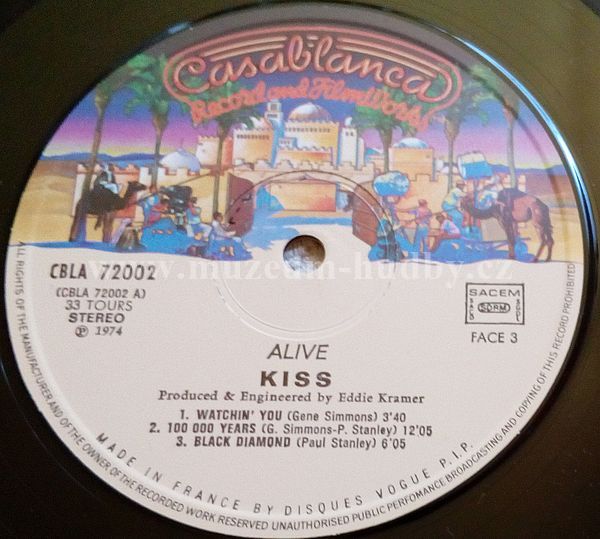 Casablanca
Record and FilmWorks
CBLA 72002
(CBLA 72002 A)
33 TOURS
STEREO
℗ 1974
www.muzeum-hudby.cz
SACEM
SACD SDRM SGDL
FACE 3
ALIVE
KISS
Produced & Engineered by Eddie Kramer
1. WATCHIN' YOU (Gene Simmons) 3'40
2. 100 000 YEARS (G. Simmons-P. Stanley) 12'05
3. BLACK DIAMOND (Paul Stanley) 6'05
MADE IN FRANCE BY DISQUES VOGUE P.I.P.
ALL RIGHTS OF THE MANUFACTURER AND OF THE OWNER OF THE RECORDED WORK RESERVED UNAUTHORISED PUBLIC PERFOMANCE BROADCASTING AND COPYING OF THIS RECORD PROHIBITED